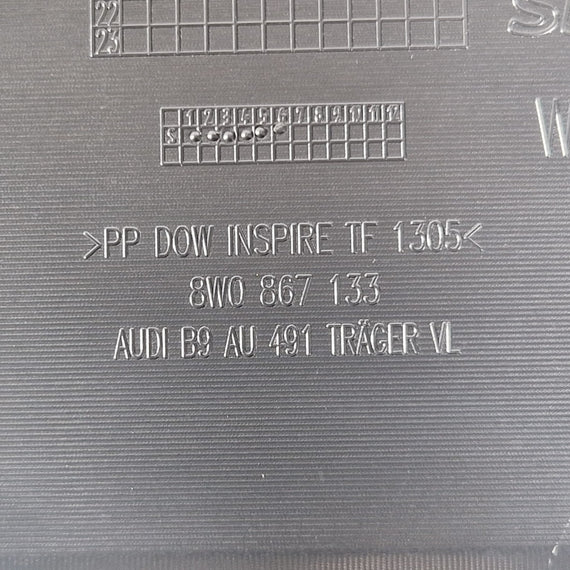 22
23
1 2 3 4 5 6 7 8 9 10 11 12
S
W
>PP DOW INSPIRE TF 1305<
8W0 867 133
AUDI B9 AU 491 TRÄGER VL